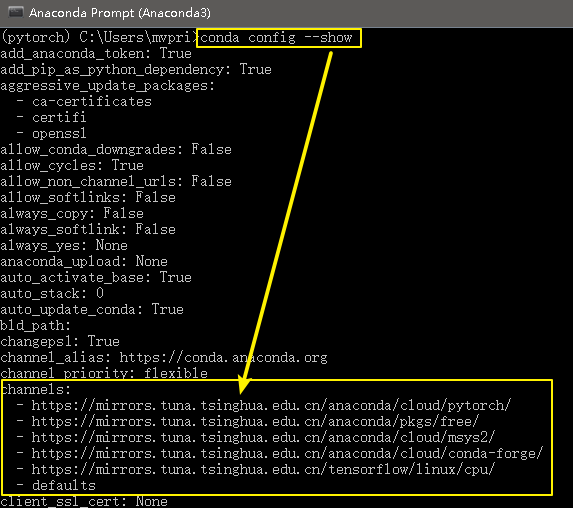 Anaconda Prompt (Anaconda3)
(pytorch) C:\Users\mvpri>conda config --show
add_anaconda_token: True
add_pip_as_python_dependency: True
aggressive_update_packages:
  - ca-certificates
  - certifi
  - openssl
allow_conda_downgrades: False
allow_cycles: True
allow_non_channel_urls: False
allow_softlinks: False
always_copy: False
always_softlink: False
always_yes: None
anaconda_upload: None
auto_activate_base: True
auto_stack: 0
auto_update_conda: True
bld_path:
changeps1: True
channel_alias: https://conda.anaconda.org
channel_priority: flexible
channels:
  - https://mirrors.tuna.tsinghua.edu.cn/anaconda/cloud/pytorch/
  - https://mirrors.tuna.tsinghua.edu.cn/anaconda/pkgs/free/
  - https://mirrors.tuna.tsinghua.edu.cn/anaconda/cloud/msys2/
  - https://mirrors.tuna.tsinghua.edu.cn/anaconda/cloud/conda-forge/
  - https://mirrors.tuna.tsinghua.edu.cn/tensorflow/linux/cpu/
  - defaults
client_ssl_cert: None